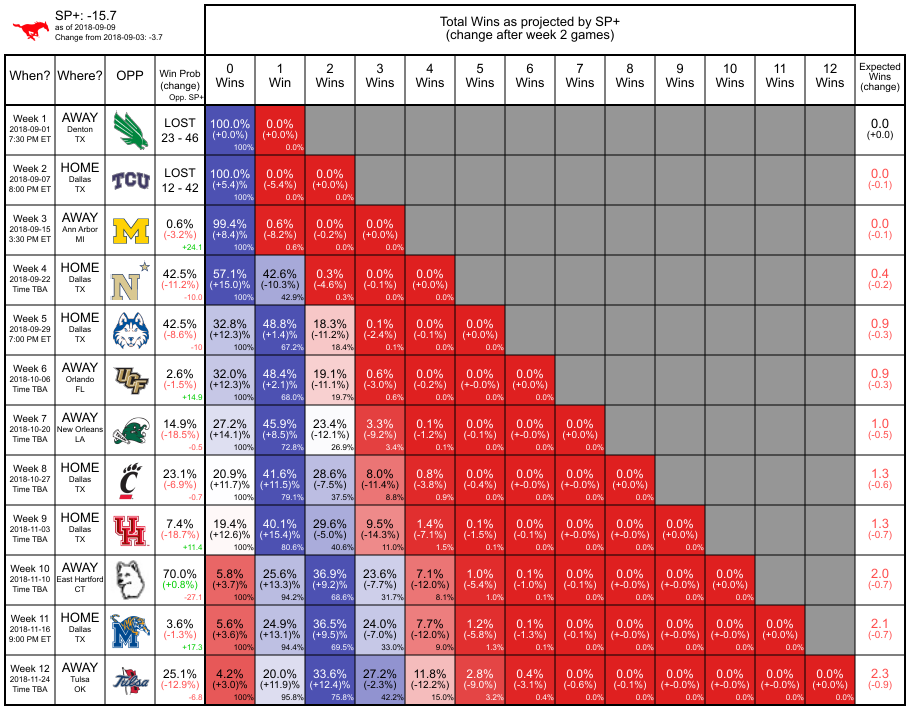 SP+: -15.7
as of 2018-09-09
Change from 2018-09-03: -3.7
Total Wins as projected by SP+
(change after week 2 games)
When? Where? OPP Win Prob (change) Opp. SP+ 0 Wins 1 Win 2 Wins 3 Wins 4 Wins 5 Wins 6 Wins 7 Wins 8 Wins 9 Wins 10 Wins 11 Wins 12 Wins Expected Wins (change)
Week 1 AWAY LOST 100.0% 0.0% 0.0
2018-09-01 Denton 23 - 46 (+0.0%) (+0.0%) (+0.0)
7:30 PM ET TX 100% 0.0%
Week 2 HOME TCU LOST 100.0% 0.0% 0.0% 0.0
2018-09-07 Dallas 12 - 42 (+5.4)% (-5.4% (+0.0%) (-0.1)
8:00 PM ET TX 100% 0.0% 0.0%
Week 3 AWAY M 0.6% 99.4% 0.6% 0.0% 0.0% 0.0
2018-09-15 Ann Arbor (-3.2%) (+8.4)% (-8.2% (-0.2% (+0.0%) (-0.1)
3:30 PM ET MI +24.1 100% 0.6% 0.0% 0.0%
Week 4 HOME N 42.5% 57.1% 42.6% 0.3% 0.0% 0.0% 0.4
2018-09-22 Dallas (-11.2%) (+15.0)% (-10.3% (-4.6% (-0.1%) (+0.0%) (-0.2)
Time TBA TX -10.0 100% 42.9% 0.3% 0.0% 0.0%
Week 5 HOME 42.5% 32.8% 48.8% 18.3% 0.1% 0.0% 0.0% 0.9
2018-09-29 Dallas (-8.6%) (+12.3)% (+1.4)% (-11.2% (-2.4%) (-0.1%) (+0.0%) (-0.3)
7:00 PM ET TX -10 100% 67.2% 18.4% 0.1% 0.0% 0.0%
Week 6 AWAY UCF 2.6% 32.0% 48.4% 19.1% 0.6% 0.0% 0.0% 0.0% 0.9
2018-10-06 Orlando (-1.5%) (+12.3)% (+2.1)% (-11.1%) (-3.0%) (-0.2%) (+-0.0%) (+0.0%) (-0.3)
Time TBA FL +14.9 100% 68.0% 19.7% 0.6% 0.0% 0.0% 0.0%
Week 7 AWAY 14.9% 27.2% 45.9% 23.4% 3.3% 0.1% 0.0% 0.0% 0.0% 1.0
2018-10-20 New Orleans (-18.5%) (+14.1)% (+8.5)% (-12.1%) (-9.2%) (-1.2%) (-0.1%) (+-0.0%) (+0.0%) (-0.5)
Time TBA LA -0.5 100% 72.8% 26.9% 3.4% 0.1% 0.0% 0.0% 0.0%
Week 8 HOME C 23.1% 20.9% 41.6% 28.6% 8.0% 0.8% 0.0% 0.0% 0.0% 0.0% 1.3
2018-10-27 Dallas (-6.9%) (+11.7)% (+11.5)% (-7.5%) (-11.4%) (-3.8%) (-0.4%) (+-0.0%) (+-0.0%) (+0.0%) (-0.6)
Time TBA TX -0.7 100% 79.1% 37.5% 8.8% 0.9% 0.0% 0.0% 0.0% 0.0%
Week 9 HOME UH 7.4% 19.4% 40.1% 29.6% 9.5% 1.4% 0.1% 0.0% 0.0% 0.0% 0.0% 1.3
2018-11-03 Dallas (-18.7%) (+12.6)% (+15.4)% (-5.0%) (-14.3%) (-7.1%) (-1.5%) (-0.1%) (+-0.0%) (+-0.0%) (+0.0%) (-0.7)
Time TBA TX +11.4 100% 80.6% 40.6% 11.0% 1.5% 0.1% 0.0% 0.0% 0.0% 0.0%
Week 10 AWAY 70.0% 5.8% 25.6% 36.9% 23.6% 7.1% 1.0% 0.1% 0.0% 0.0% 0.0% 0.0% 2.0
2018-11-10 East Hartford (+0.8%) (+3.7)% (+13.3)% (+9.2)% (-7.7%) (-12.0%) (-5.4%) (-1.0%) (-0.1%) (+-0.0%) (+-0.0%) (+0.0%) (-0.7)
Time TBA CT -27.1 100% 94.2% 68.6% 31.7% 8.1% 1.0% 0.1% 0.0% 0.0% 0.0% 0.0%
Week 11 HOME M 3.6% 5.6% 24.9% 36.5% 24.0% 7.7% 1.2% 0.1% 0.0% 0.0% 0.0% 0.0% 0.0% 2.1
2018-11-16 Dallas (-1.3%) (+3.6)% (+13.1)% (+9.5)% (-7.0%) (-12.0%) (-5.8%) (-1.3%) (-0.1%) (+-0.0%) (+-0.0%) (+-0.0%) (+0.0%) (-0.7)
9:00 PM ET TX +17.3 100% 94.4% 69.5% 33.0% 9.0% 1.3% 0.1% 0.0% 0.0% 0.0% 0.0% 0.0%
Week 12 AWAY Tulsa 25.1% 4.2% 20.0% 33.6% 27.2% 11.8% 2.8% 0.4% 0.0% 0.0% 0.0% 0.0% 0.0% 0.0% 2.3
2018-11-24 Tulsa (-12.9%) (+3.0)% (+11.9)% (+12.4)% (-2.3%) (-12.2%) (-9.0%) (-3.1%) (-0.6%) (-0.1%) (+-0.0%) (+-0.0%) (+-0.0%) (+0.0%) (-0.9)
Time TBA OK -6.8 100% 95.8% 75.8% 42.2% 15.0% 3.2% 0.4% 0.0% 0.0% 0.0% 0.0% 0.0% 0.0%